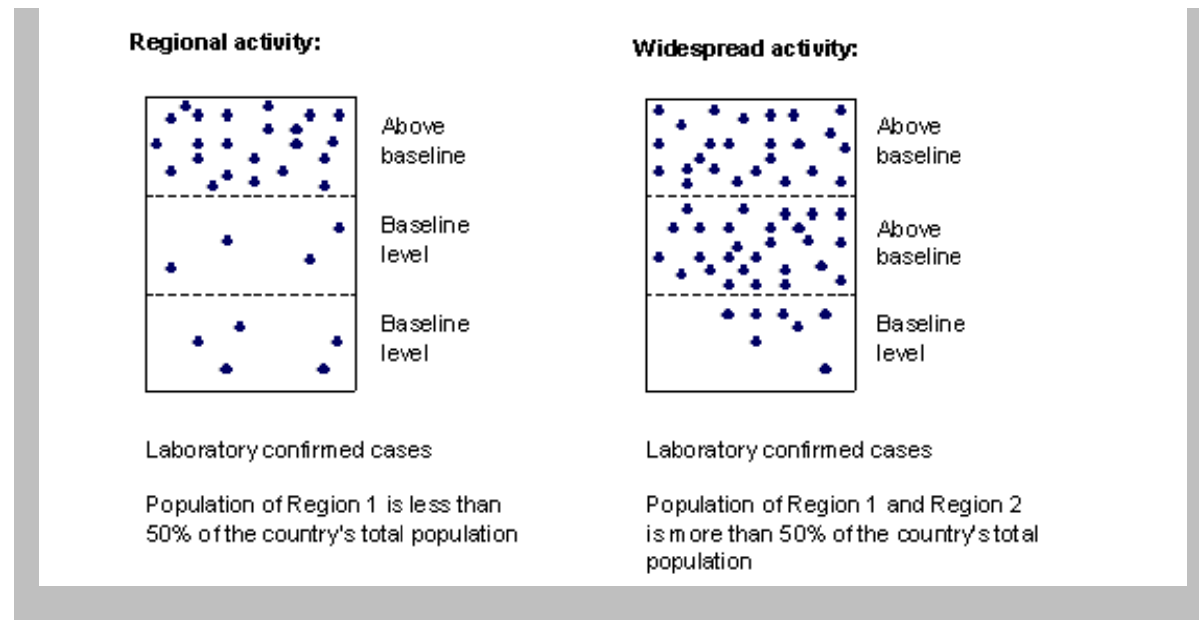 Regional activity:
Above
baseline
Baseline
level
Baseline
level
Laboratory confirmed cases
Population of Region 1 is less than
50% of the country's total population
Widespread activity:
Above
baseline
Above
baseline
Baseline
level
Laboratory confirmed cases
Population of Region 1 and Region 2
is more than 50% of the country's total
population